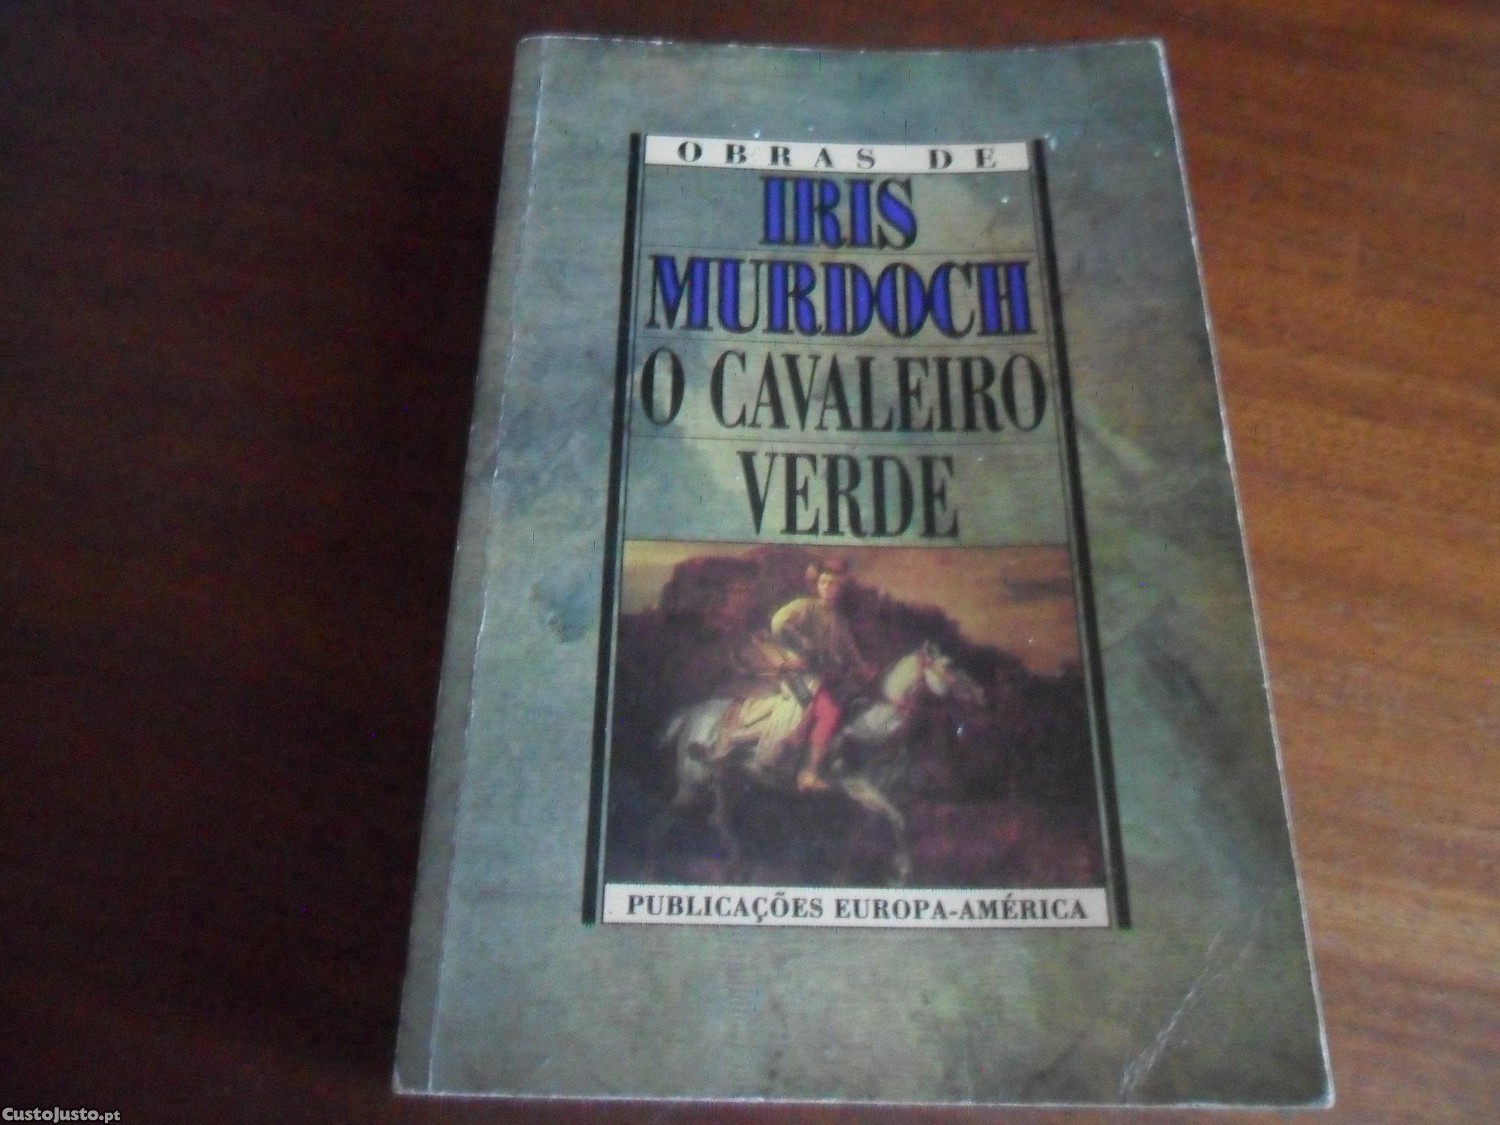 OBRAS DE
IRIS
MURDOCH
O CAVALEIRO
VERDE
PUBLICAÇÕES EUROPA-AMÉRICA
CustoJusto.pt